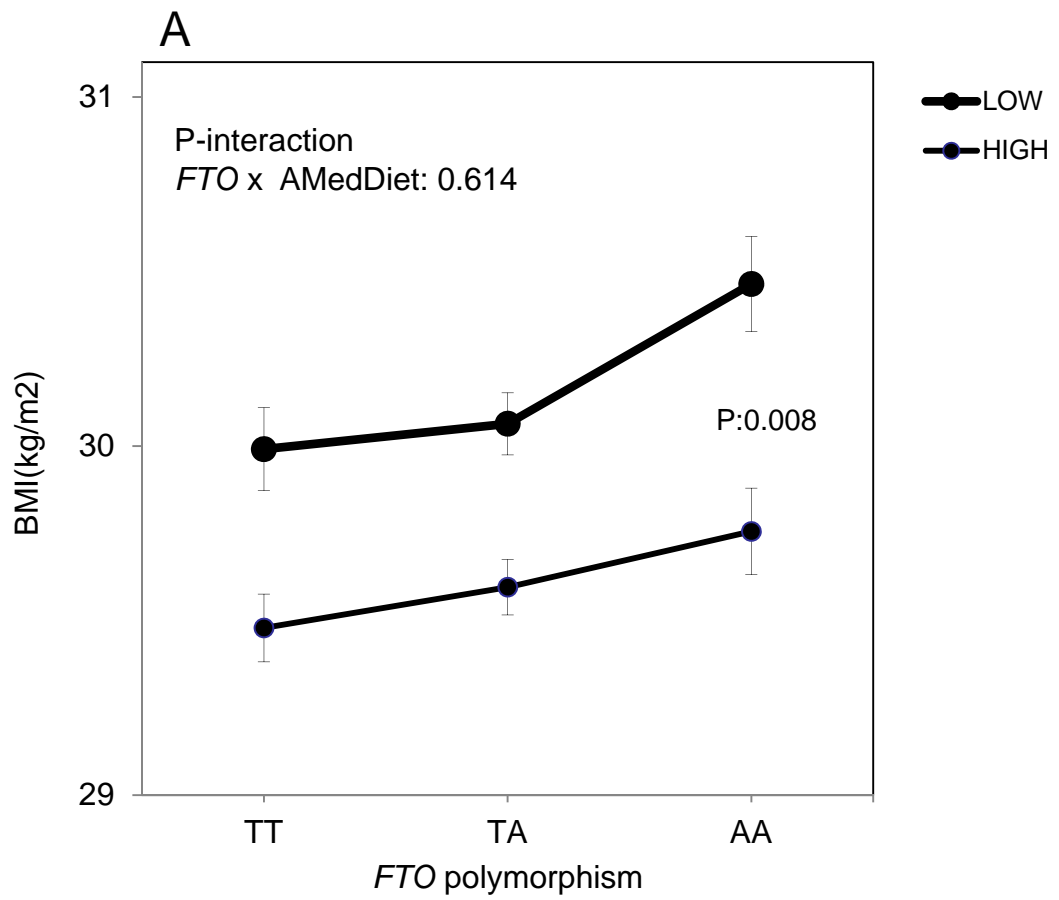 A
31
LOW
P-interaction
HIGH
FTO x AMedDiet: 0.614
P:0.008
30
BMI(kg/m2)
29
TT TA AA
FTO polymorphism